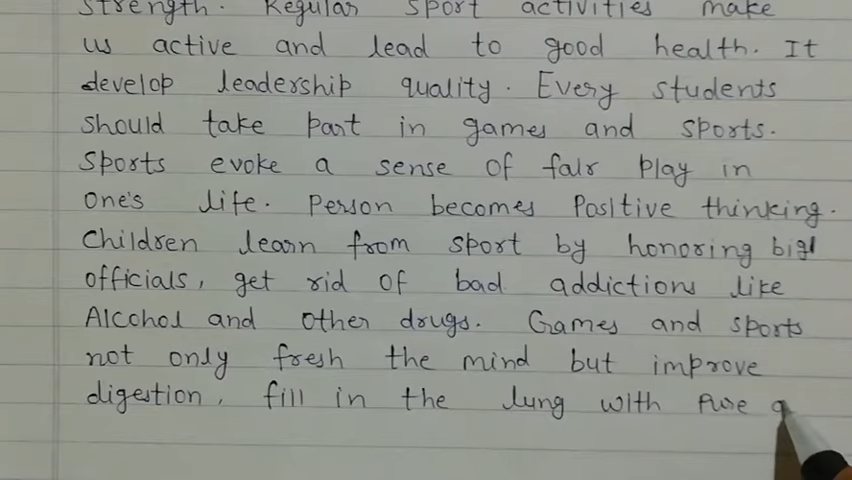 strength. Regular sport activities make
us active and lead to good health. It
develop leadership quality. Every students
should take part in games and sports.
Sports evoke a sense of fair play in
one's life. Person becomes positive thinking.
Children learn from sport by honoring
officials, get rid of bad addictions like
Alcohol and other drugs. Games and sports
not only fresh the mind but improve
digestion, fill in the lung with pure